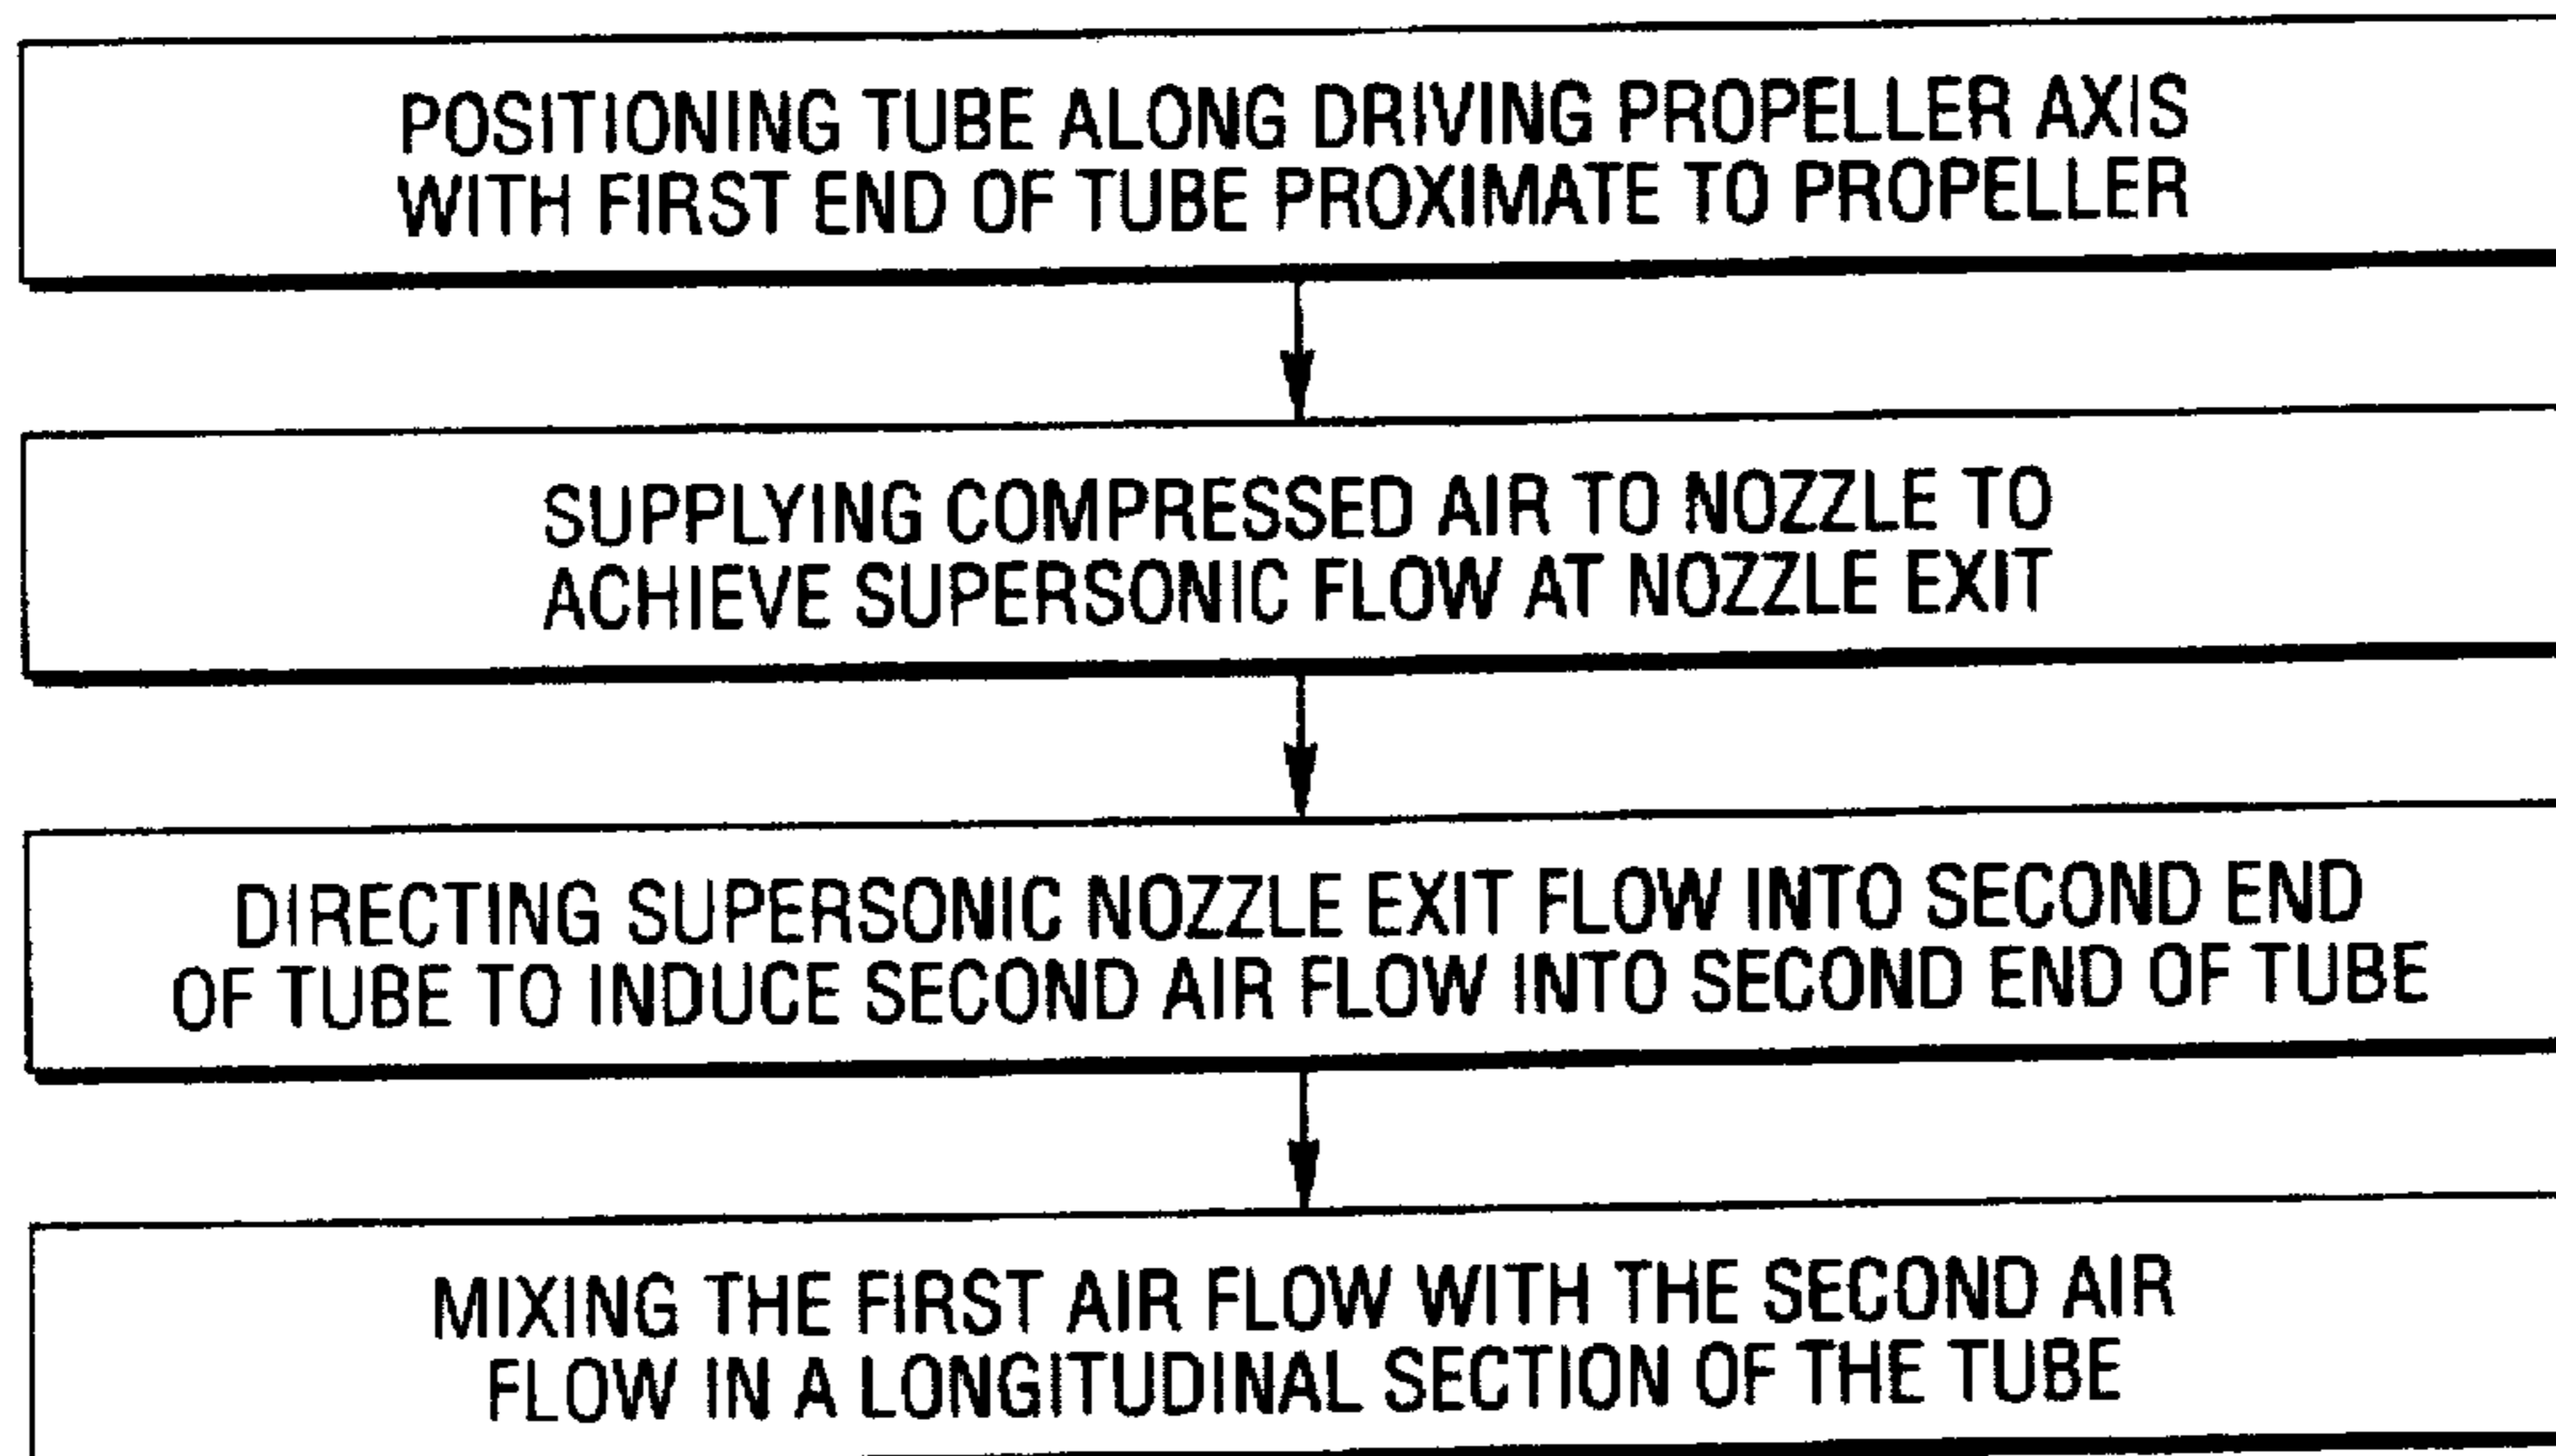 POSITIONING TUBE ALONG DRIVING PROPELLER AXIS
WITH FIRST END OF TUBE PROXIMATE TO PROPELLER
SUPPLYING COMPRESSED AIR TO NOZZLE TO
ACHIEVE SUPERSONIC FLOW AT NOZZLE EXIT
DIRECTING SUPERSONIC NOZZLE EXIT FLOW INTO SECOND END
OF TUBE TO INDUCE SECOND AIR FLOW INTO SECOND END OF TUBE
MIXING THE FIRST AIR FLOW WITH THE SECOND AIR
FLOW IN A LONGITUDINAL SECTION OF THE TUBE